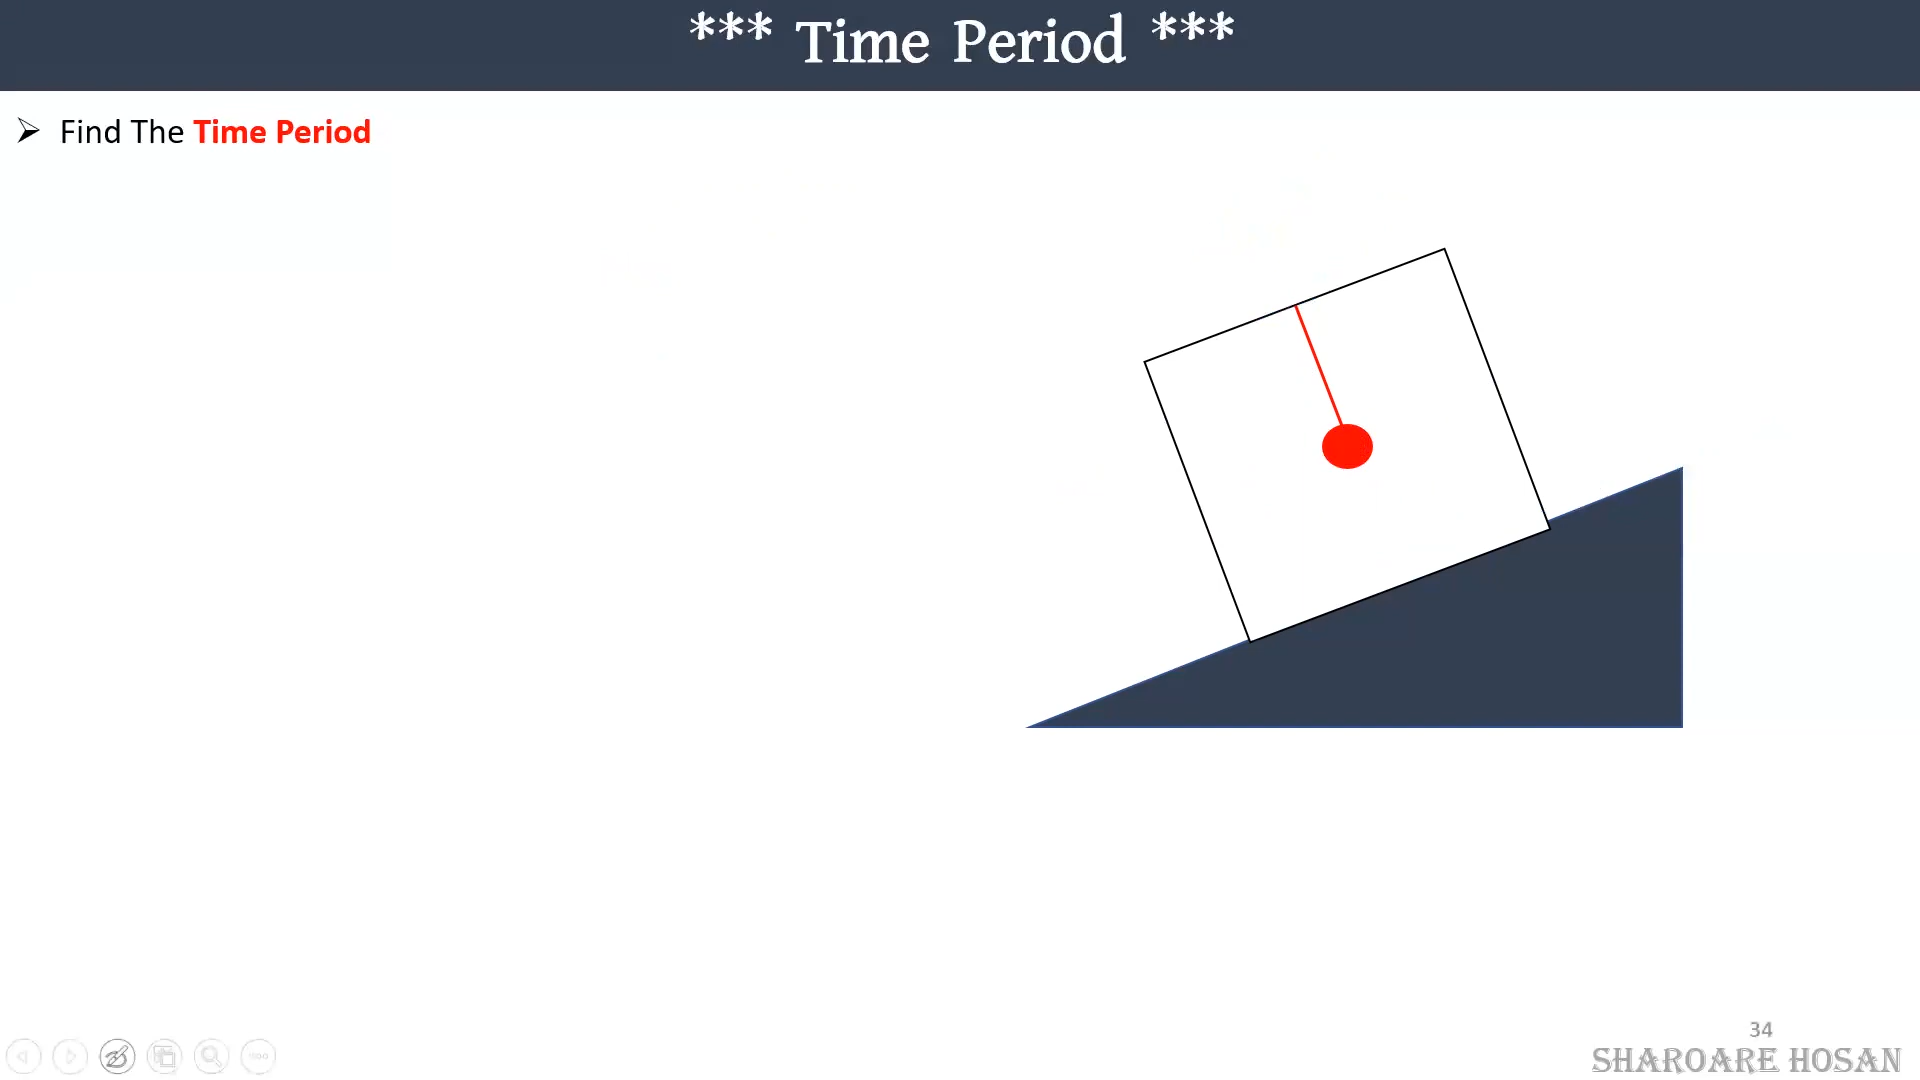 *** Time Period ***
➢ Find The Time Period
34
SHAROARE HOSAN